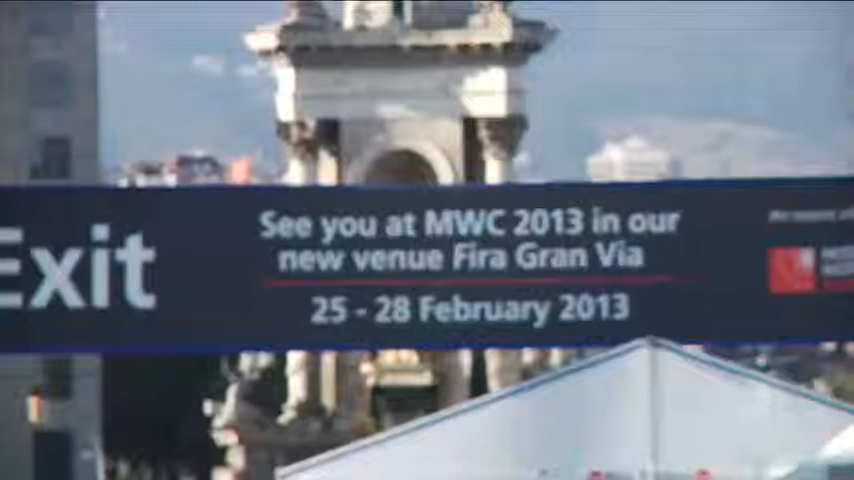 Exit
See you at MWC 2013 in our
new venue Fira Gran Via
25 - 28 February 2013